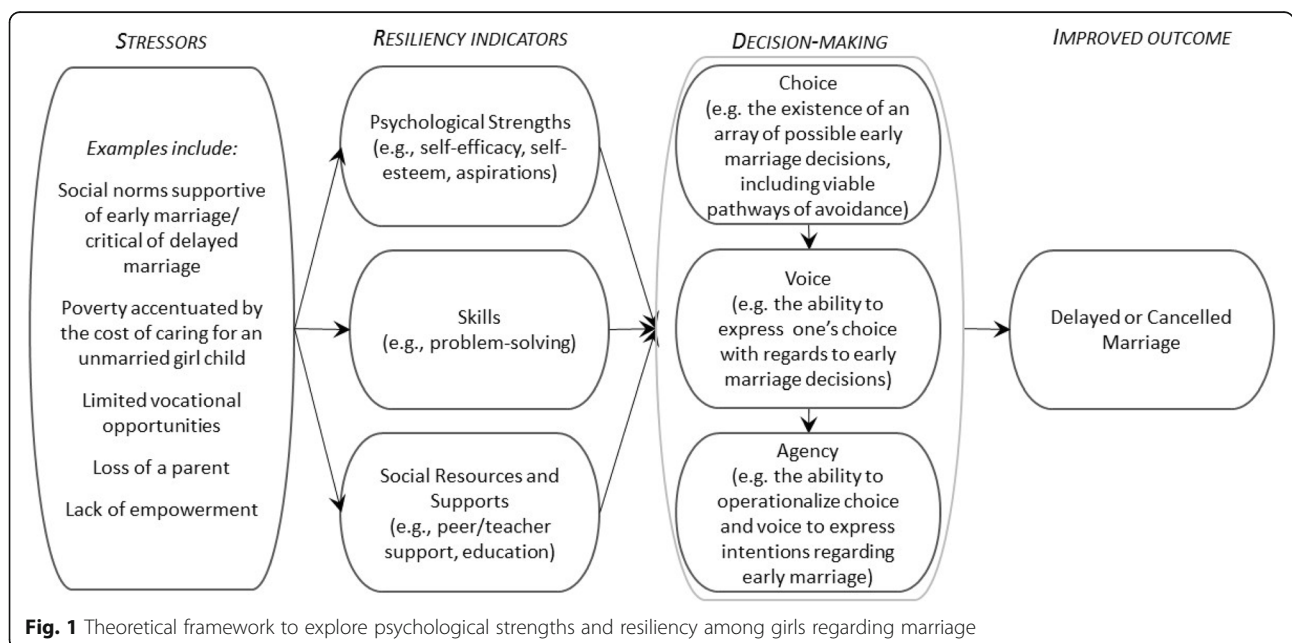 STRESSORS
Examples include:
Social norms supportive
of early marriage/
critical of delayed
marriage
Poverty accentuated by
the cost of caring for an
unmarried girl child
Limited vocational
opportunities
Loss of a parent
Lack of empowerment
RESILIENCY INDICATORS
Psychological Strengths
(e.g., self-efficacy, self-
esteem, aspirations)
Skills
(e.g., problem-solving)
Social Resources and
Supports
(e.g., peer/teacher
support, education)
DECISION-MAKING
Choice
(e.g. the existence of an
array of possible early
marriage decisions,
including viable
pathways of avoidance)
Voice
(e.g. the ability to
express one's choice
with regards to early
marriage decisions)
Agency
(e.g. the ability to
operationalize choice
and voice to express
intentions regarding
early marriage)
IMPROVED OUTCOME
Delayed or Cancelled
Marriage
Fig. 1 Theoretical framework to explore psychological strengths and resiliency among girls regarding marriage